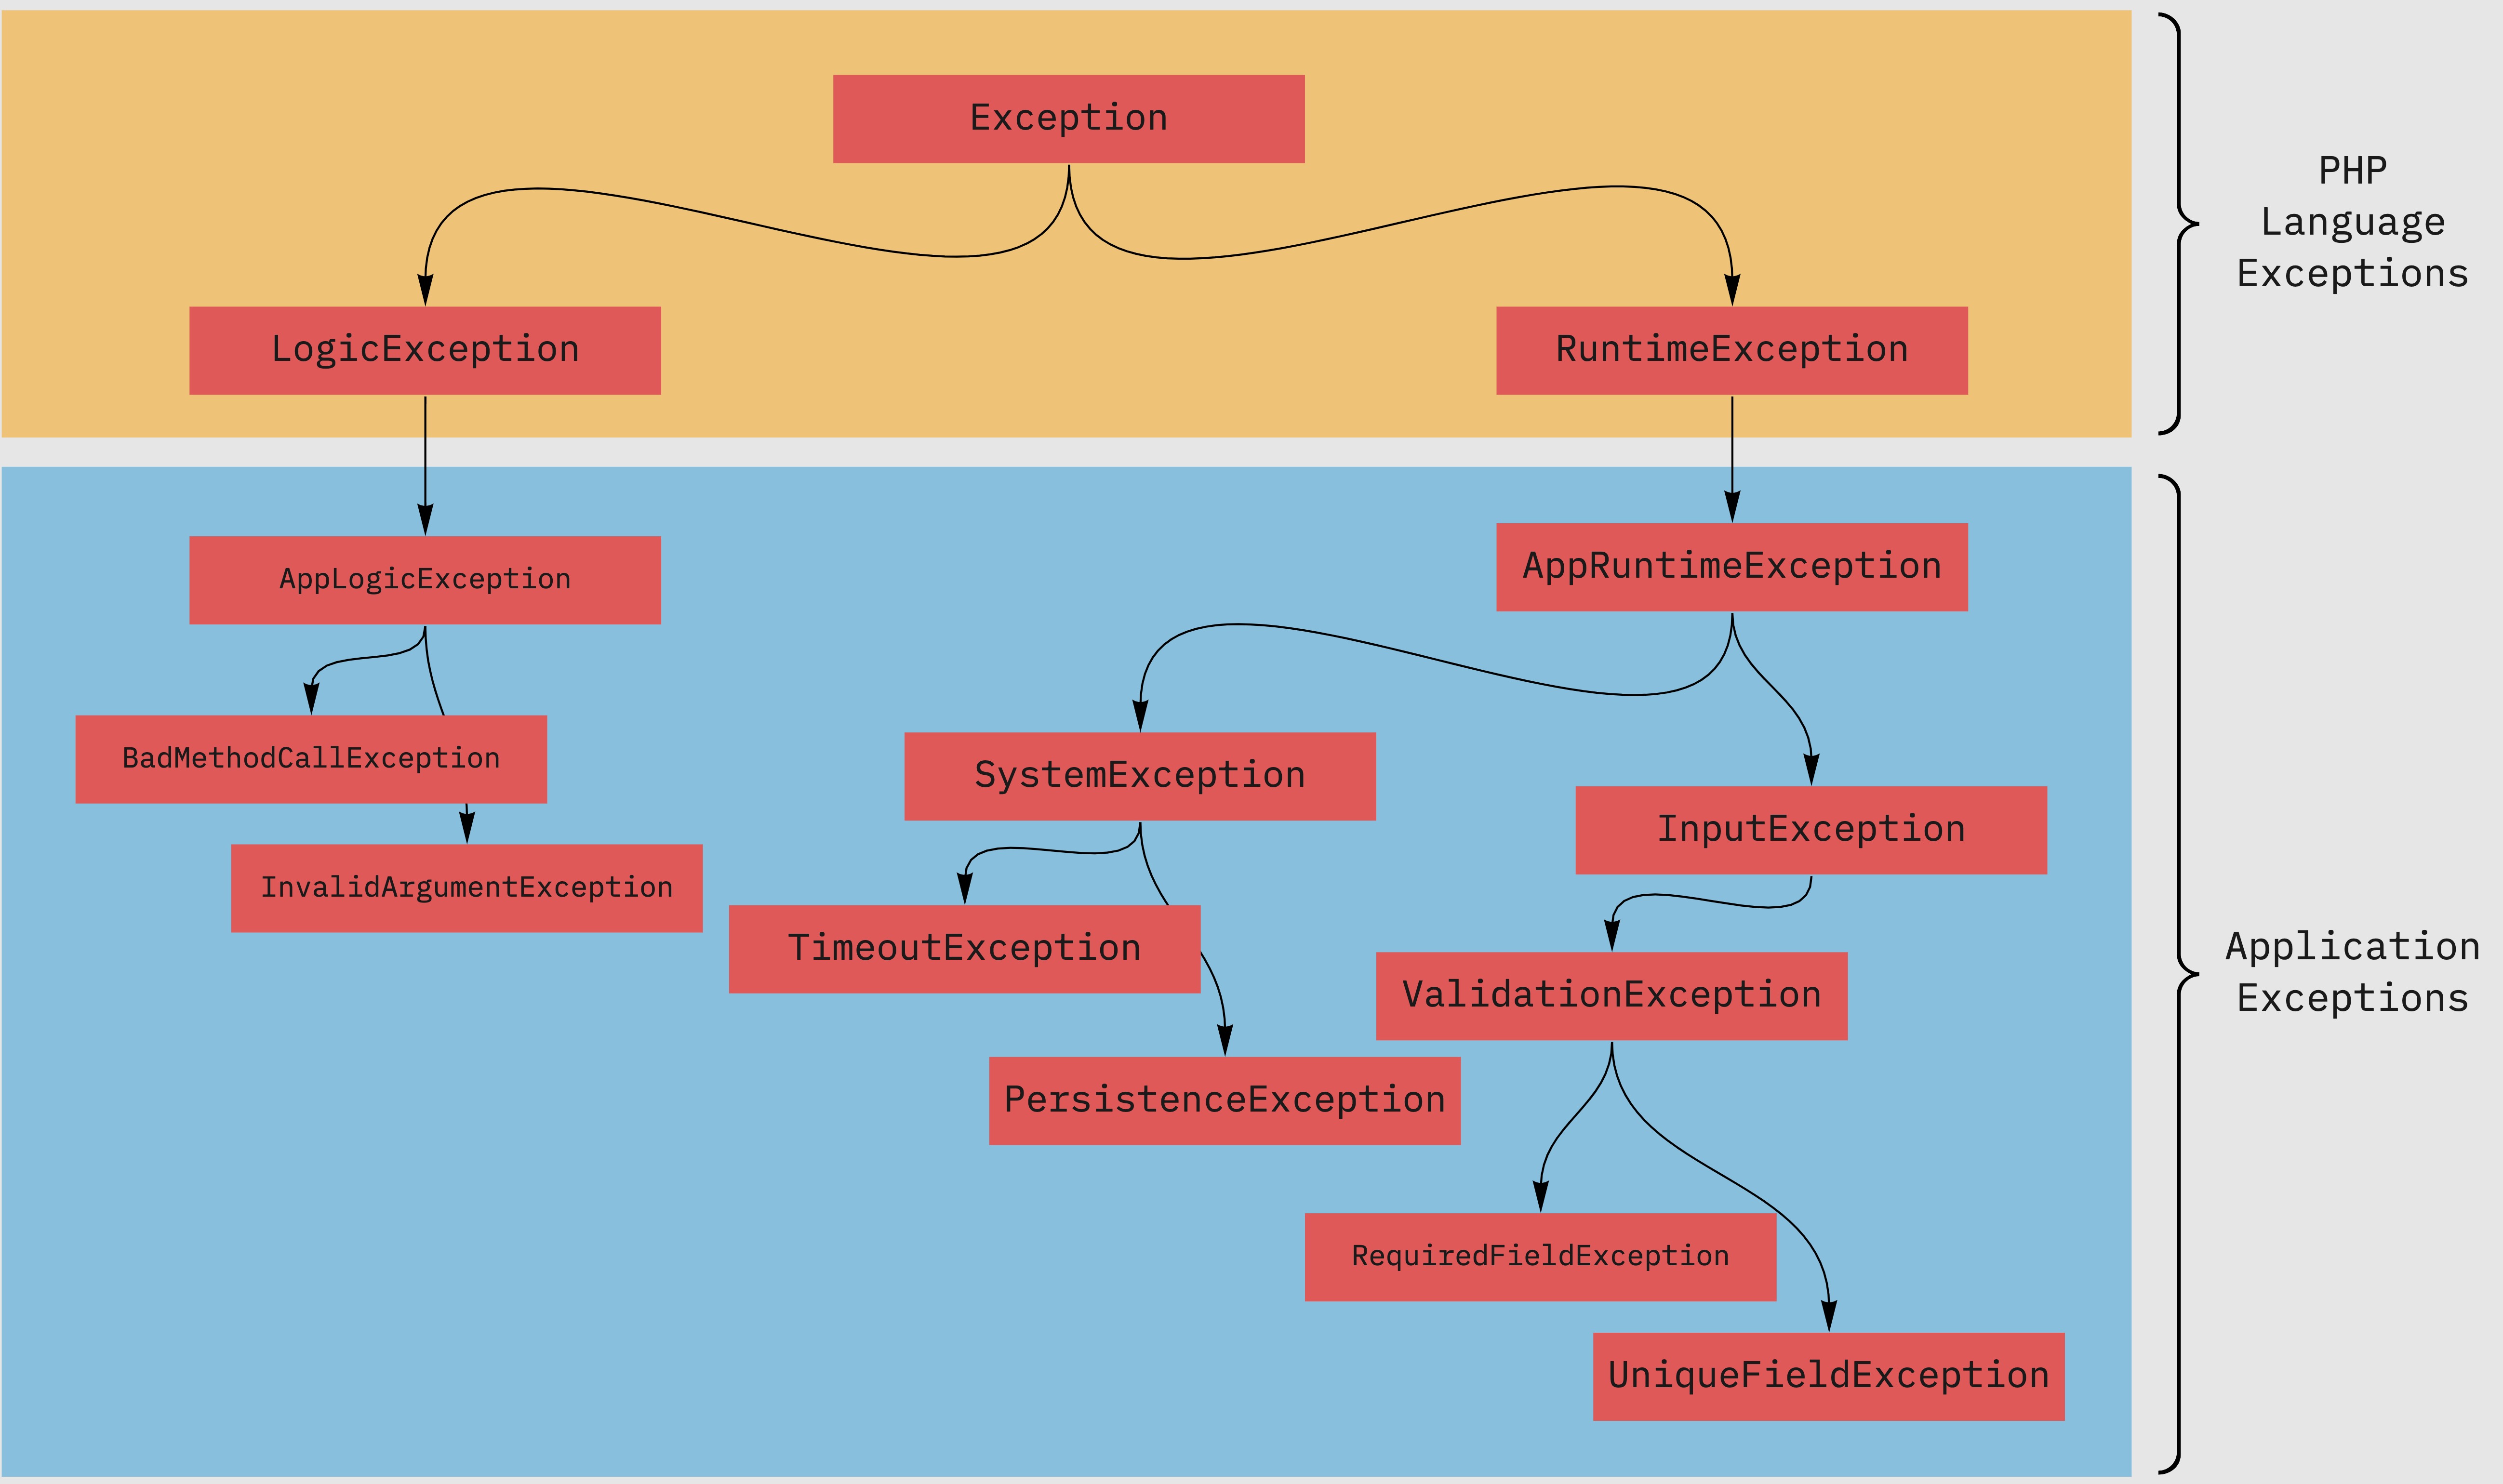 Exception
PHP
Language
Exceptions
LogicException
RuntimeException
AppLogicException
AppRuntimeException
BadMethodCallException
SystemException
InputException
InvalidArgumentException
TimeoutException
ValidationException
Application
Exceptions
PersistenceException
RequiredFieldException
UniqueFieldException